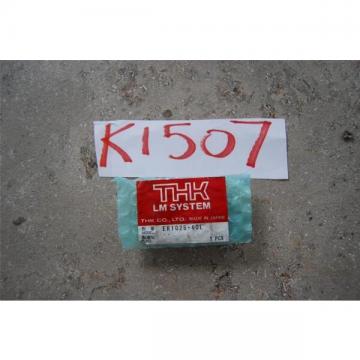 K1507
THK
LM SYSTEM
THK CO., LTD. MADE IN JAPAN
1 PCS